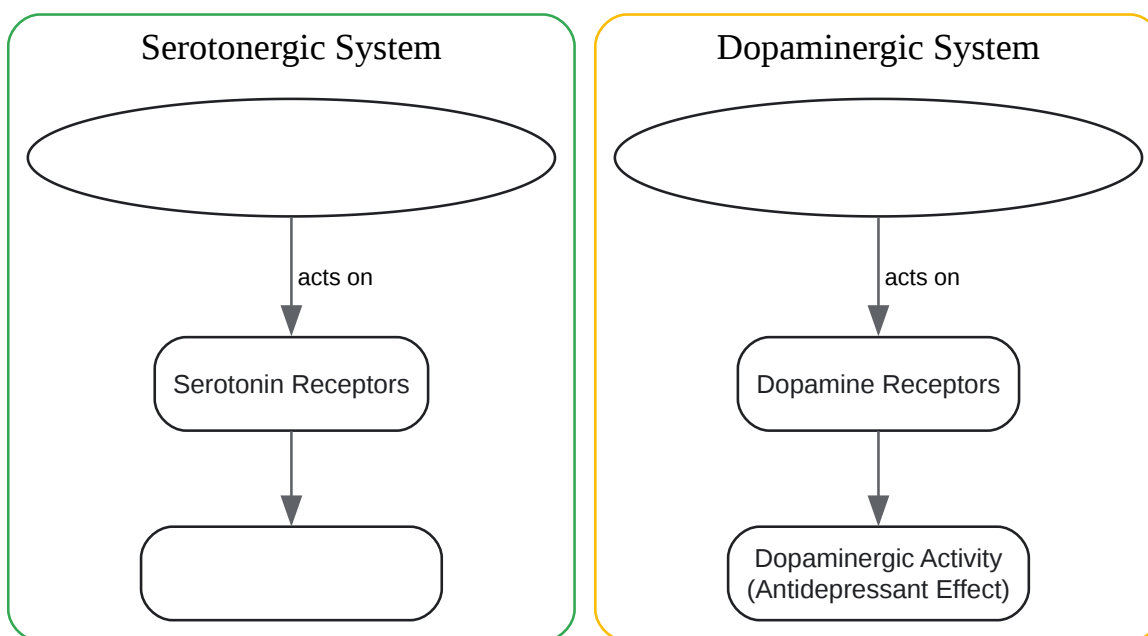 Serotonergic System
acts on
Serotonin Receptors
Dopaminergic System
acts on
Dopamine Receptors
Dopaminergic Activity
(Antidepressant Effect)